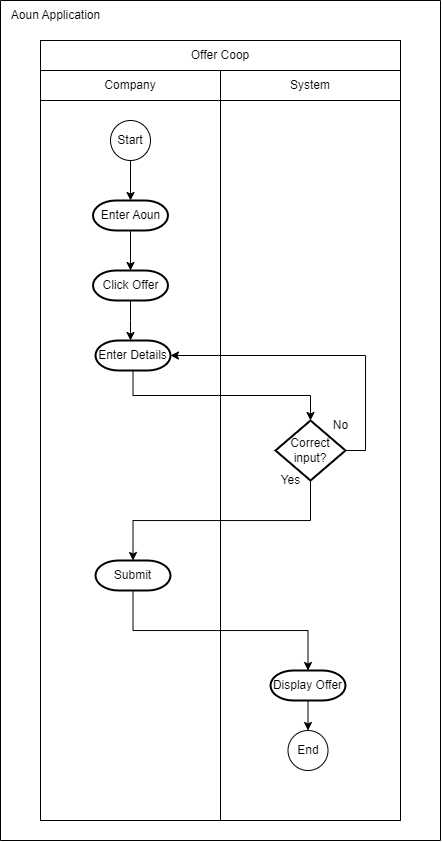 Aoun Application
Offer Coop
Company
System
Start
Enter Aoun
Click Offer
Enter Details
No
Correct
input?
Yes
Submit
Display Offer
End